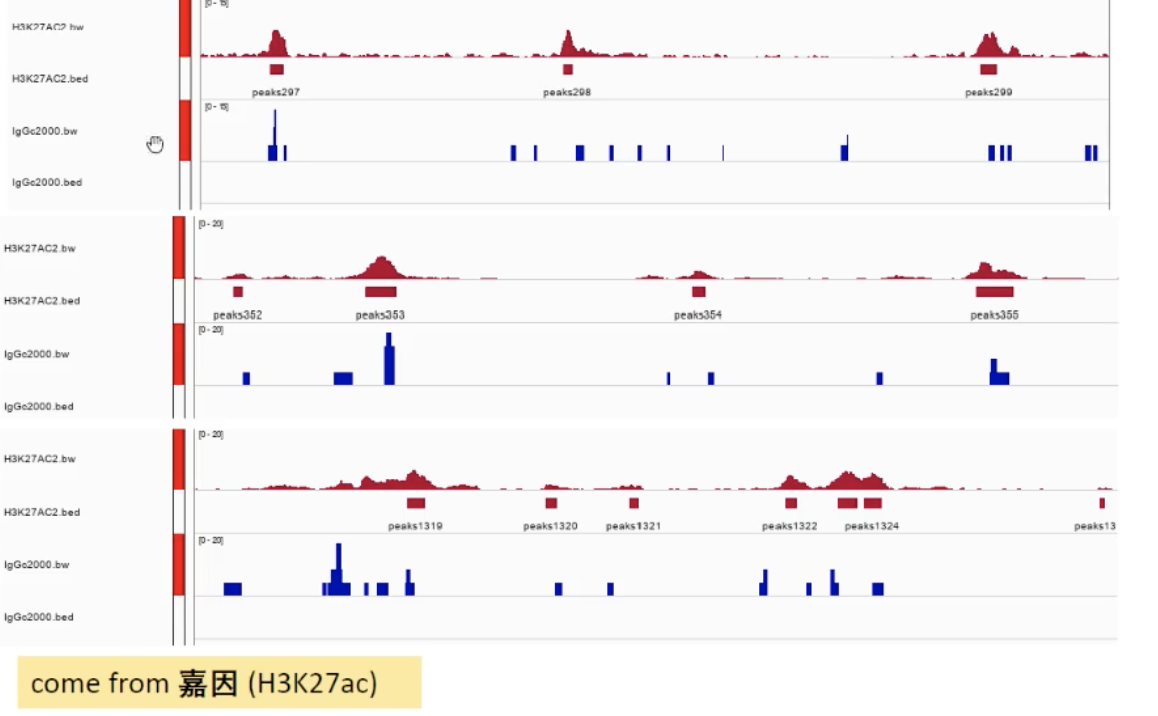 [0 - 15]
H3K27AC2.bw
H3K27AC2.bed
peaks297 peaks298 peaks299
[0 - 15]
IgGc2000.bw
IgGc2000.bed
[0 - 20]
H3K27AC2.bw
H3K27AC2.bed
peaks352 peaks353 peaks354 peaks355
[0 - 20]
IgGc2000.bw
IgGc2000.bed
[0 - 20]
H3K27AC2.bw
H3K27AC2.bed
peaks1319 peaks1320 peaks1321 peaks1322 peaks1324 peaks13
[0 - 20]
IgGc2000.bw
IgGc2000.bed
come from 嘉因 (H3K27ac)